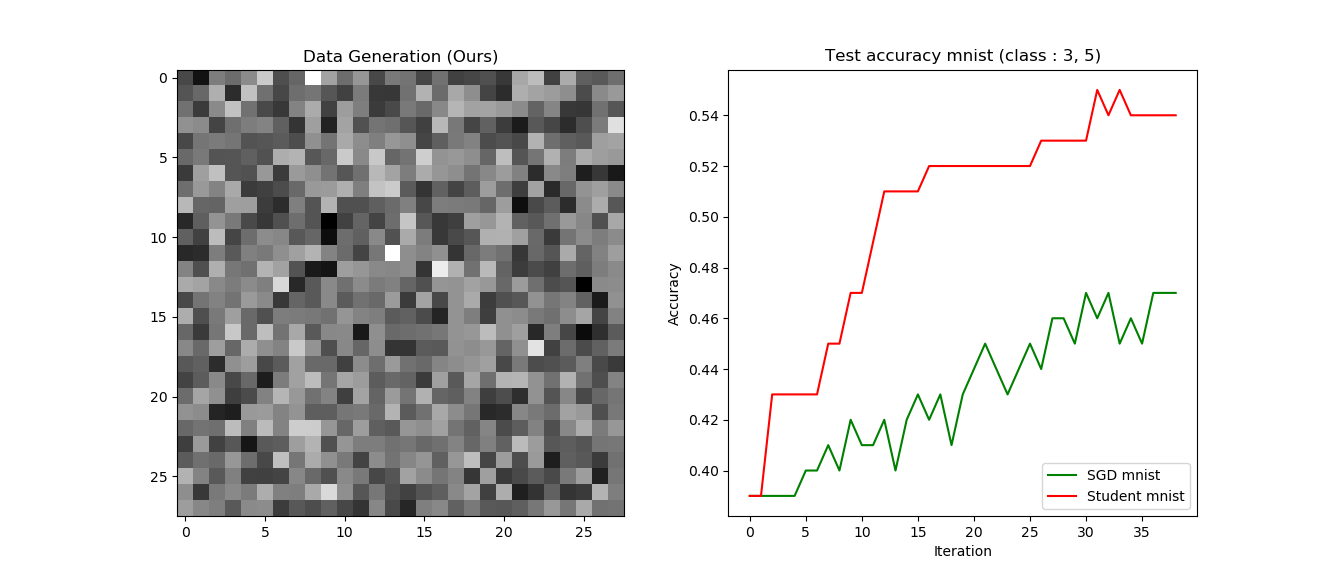 Data Generation (Ours)
0
5
10
15
20
25
0 5 10 15 20 25
Test accuracy mnist (class : 3, 5)
Accuracy
0.54
0.52
0.50
0.48
0.46
0.44
0.42
0.40
SGD mnist
Student mnist
0 5 10 15 20 25 30 35
Iteration